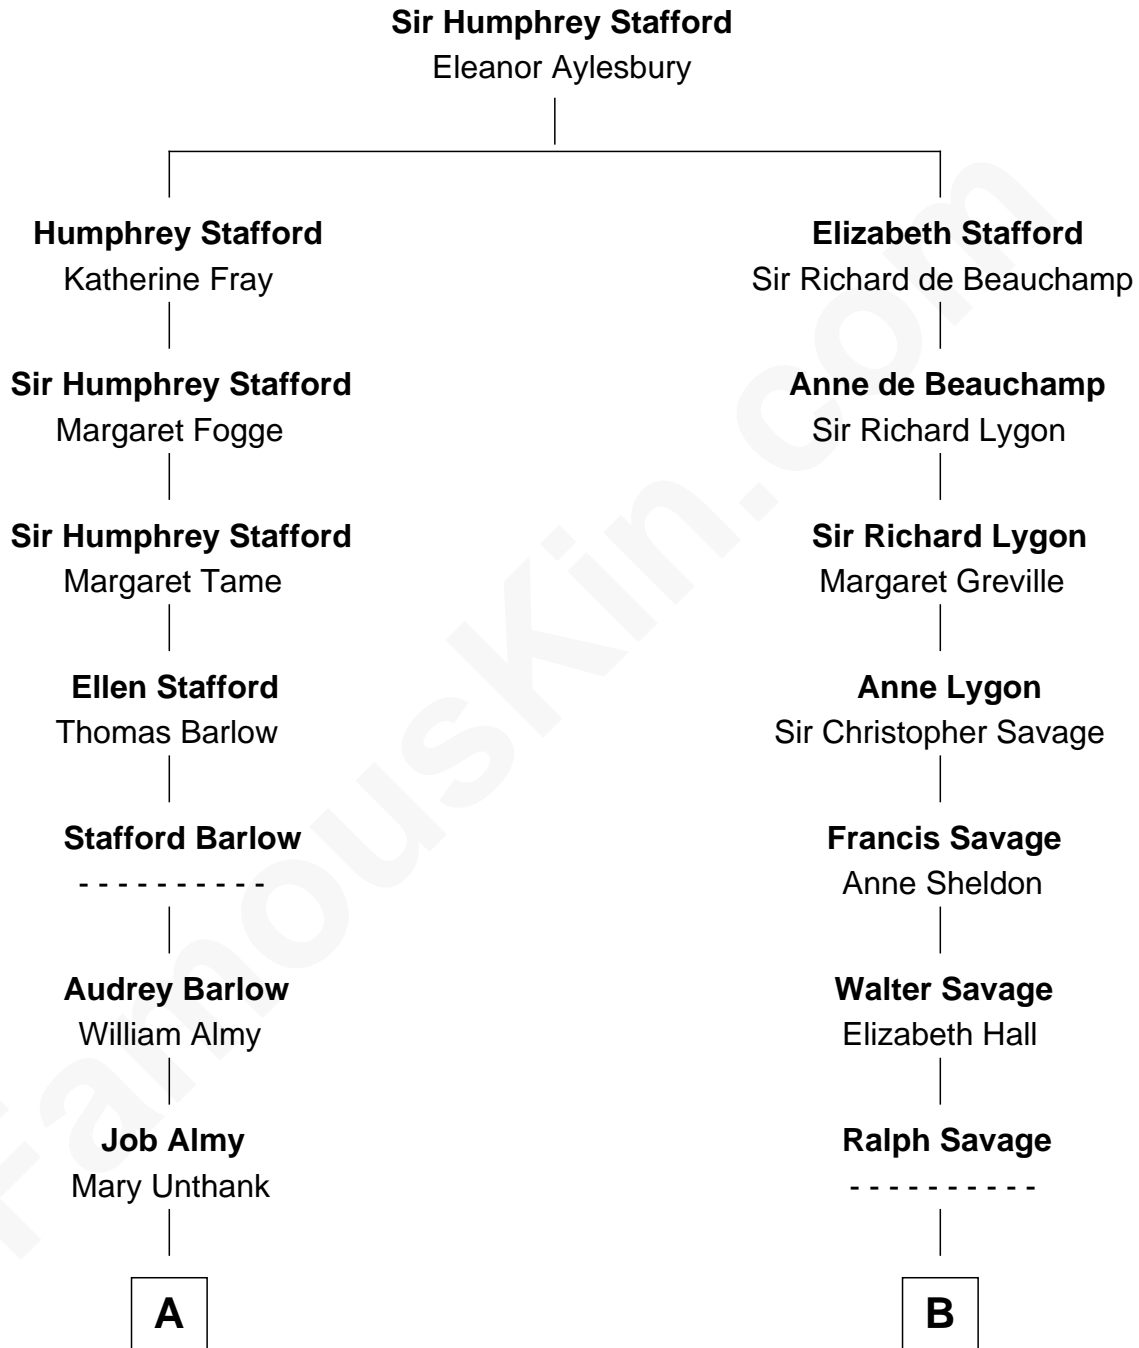 Sir Humphrey Stafford
Eleanor Aylesbury
Humphrey Stafford
Katherine Fray
Elizabeth Stafford
Sir Richard de Beauchamp
Sir Humphrey Stafford
Margaret Fogge
Anne de Beauchamp
Sir Richard Lygon
Sir Humphrey Stafford
Margaret Tame
Sir Richard Lygon
Margaret Greville
Ellen Stafford
Thomas Barlow
Anne Lygon
Sir Christopher Savage
Stafford Barlow
- - - - - - - - - -
Francis Savage
Anne Sheldon
Audrey Barlow
William Almy
Walter Savage
Elizabeth Hall
Job Almy
Mary Unthank
Ralph Savage
- - - - - - - - - -
A
B
FamousKin.com